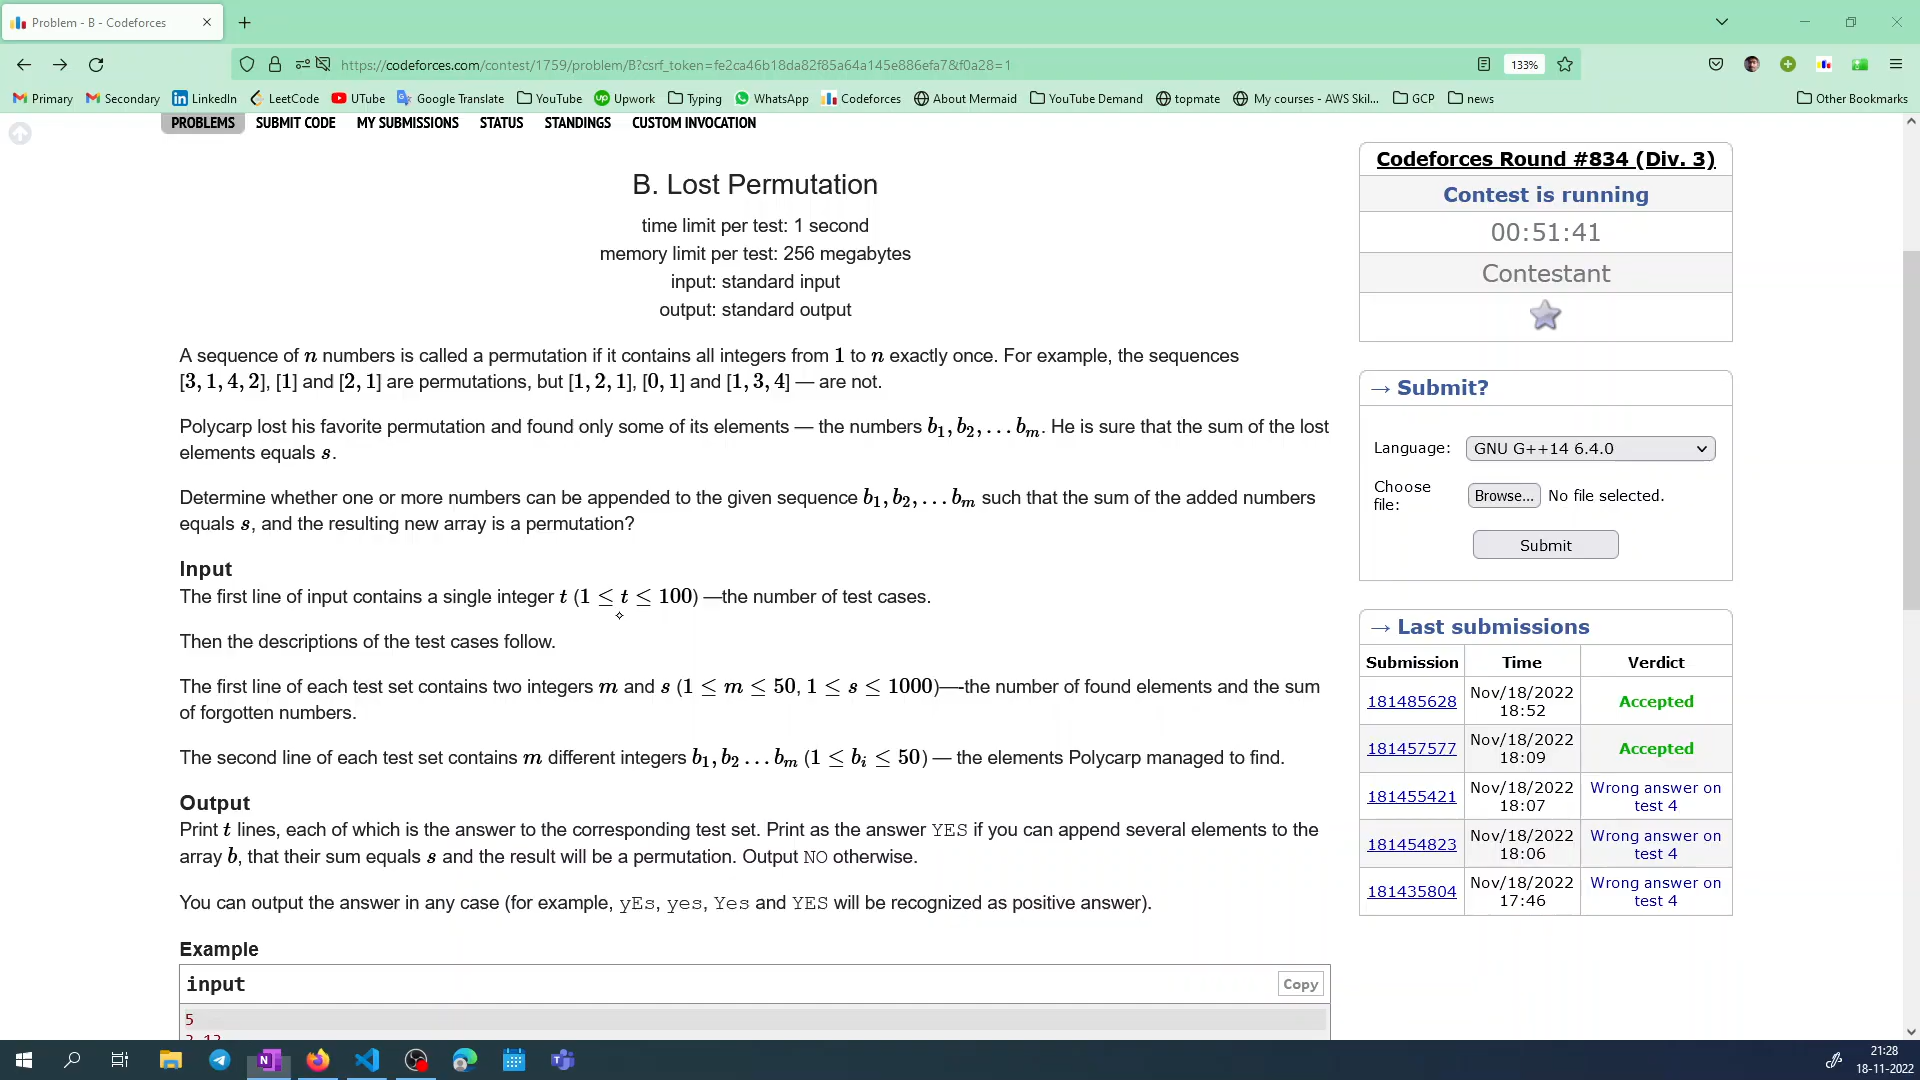 Problem - B - Codeforces
https://codeforces.com/contest/1759/problem/B?csrf_token=fe2ca46b18da82f85a64a145e886efa7&f0a28=1
133%
Primary Secondary LinkedIn LeetCode UTube Google Translate YouTube Upwork Typing WhatsApp Codeforces About Mermaid YouTube Demand topmate My courses - AWS Skil... GCP news Other Bookmarks
PROBLEMS SUBMIT CODE MY SUBMISSIONS STATUS STANDINGS CUSTOM INVOCATION
B. Lost Permutation
time limit per test: 1 second
memory limit per test: 256 megabytes
input: standard input
output: standard output
A sequence of n numbers is called a permutation if it contains all integers from 1 to n exactly once. For example, the sequences
[3, 1, 4, 2], [1] and [2, 1] are permutations, but [1, 2, 1], [0, 1] and [1, 3, 4] — are not.
Polycarp lost his favorite permutation and found only some of its elements — the numbers b₁, b₂, … bₘ. He is sure that the sum of the lost
elements equals s.
Determine whether one or more numbers can be appended to the given sequence b₁, b₂, … bₘ such that the sum of the added numbers
equals s, and the resulting new array is a permutation?
Input
The first line of input contains a single integer t (1 ≤ t ≤ 100) —the number of test cases.
Then the descriptions of the test cases follow.
The first line of each test set contains two integers m and s (1 ≤ m ≤ 50, 1 ≤ s ≤ 1000)—-the number of found elements and the sum
of forgotten numbers.
The second line of each test set contains m different integers b₁, b₂ … bₘ (1 ≤ bᵢ ≤ 50) — the elements Polycarp managed to find.
Output
Print t lines, each of which is the answer to the corresponding test set. Print as the answer YES if you can append several elements to the
array b, that their sum equals s and the result will be a permutation. Output NO otherwise.
You can output the answer in any case (for example, yEs, yes, Yes and YES will be recognized as positive answer).
Example
input
Copy
5
Codeforces Round #834 (Div. 3)
Contest is running
00:51:41
Contestant
→ Submit?
Language: GNU G++14 6.4.0
Choose
file: Browse... No file selected.
Submit
→ Last submissions
Submission Time Verdict
181485628 Nov/18/2022 18:52 Accepted
181457577 Nov/18/2022 18:09 Accepted
181455421 Nov/18/2022 18:07 Wrong answer on test 4
181454823 Nov/18/2022 18:06 Wrong answer on test 4
181435804 Nov/18/2022 17:46 Wrong answer on test 4
21:28
18-11-2022